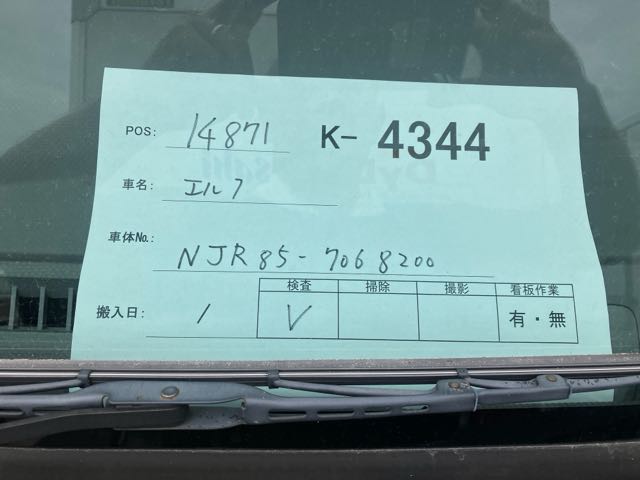 POS: 14871 K- 4344
車名: エルフ
車体No.: NJR85-7068200
検査 掃除 撮影 看板作業
搬入日: / V 有・無